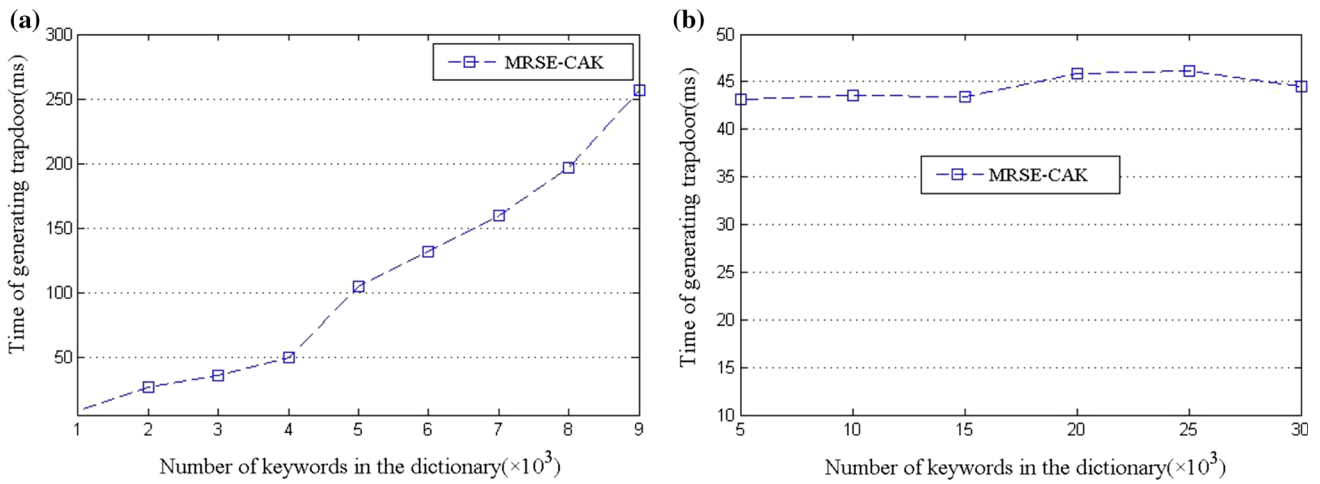 (a)
Time of generating trapdoor(ms)
300
250
200
150
100
50
MRSE-CAK
1 2 3 4 5 6 7 8 9
Number of keywords in the dictionary(×10³)
(b)
Time of generating trapdoor(ms)
50
45
40
35
30
25
20
15
10
MRSE-CAK
5 10 15 20 25 30
Number of keywords in the dictionary(×10³)